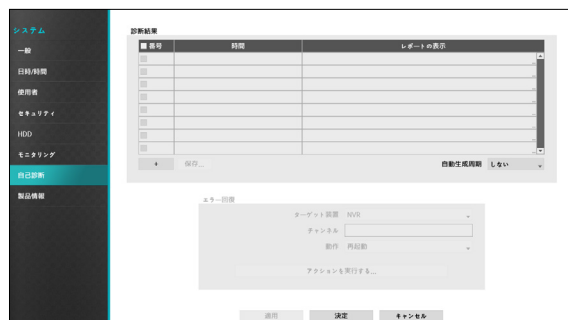 システム
一般
日時/時間
使用者
セキュリティ
HDD
モニタリング
自己診断
製品情報
診断結果
番号 時間 レポートの表示
+ 保存...
自動生成周期 しない
エラー回復
ターゲット装置 NVR
チャンネル
動作 再起動
アクションを実行する...
適用 決定 キャンセル